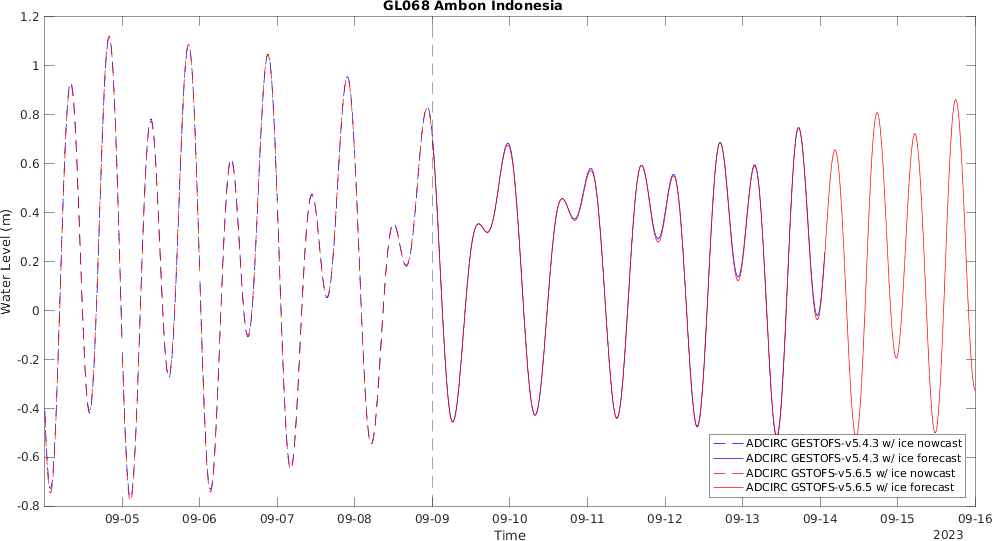 GL068 Ambon Indonesia
1.2
1
0.8
0.6
0.4
0.2
0
-0.2
-0.4
-0.6
-0.8
Water Level (m)
ADCIRC GESTOFS-v5.4.3 w/ ice nowcast
ADCIRC GESTOFS-v5.4.3 w/ ice forecast
ADCIRC GSTOFS-v5.6.5 w/ ice nowcast
ADCIRC GSTOFS-v5.6.5 w/ ice forecast
09-05 09-06 09-07 09-08 09-09 09-10 09-11 09-12 09-13 09-14 09-15 09-16
Time
2023